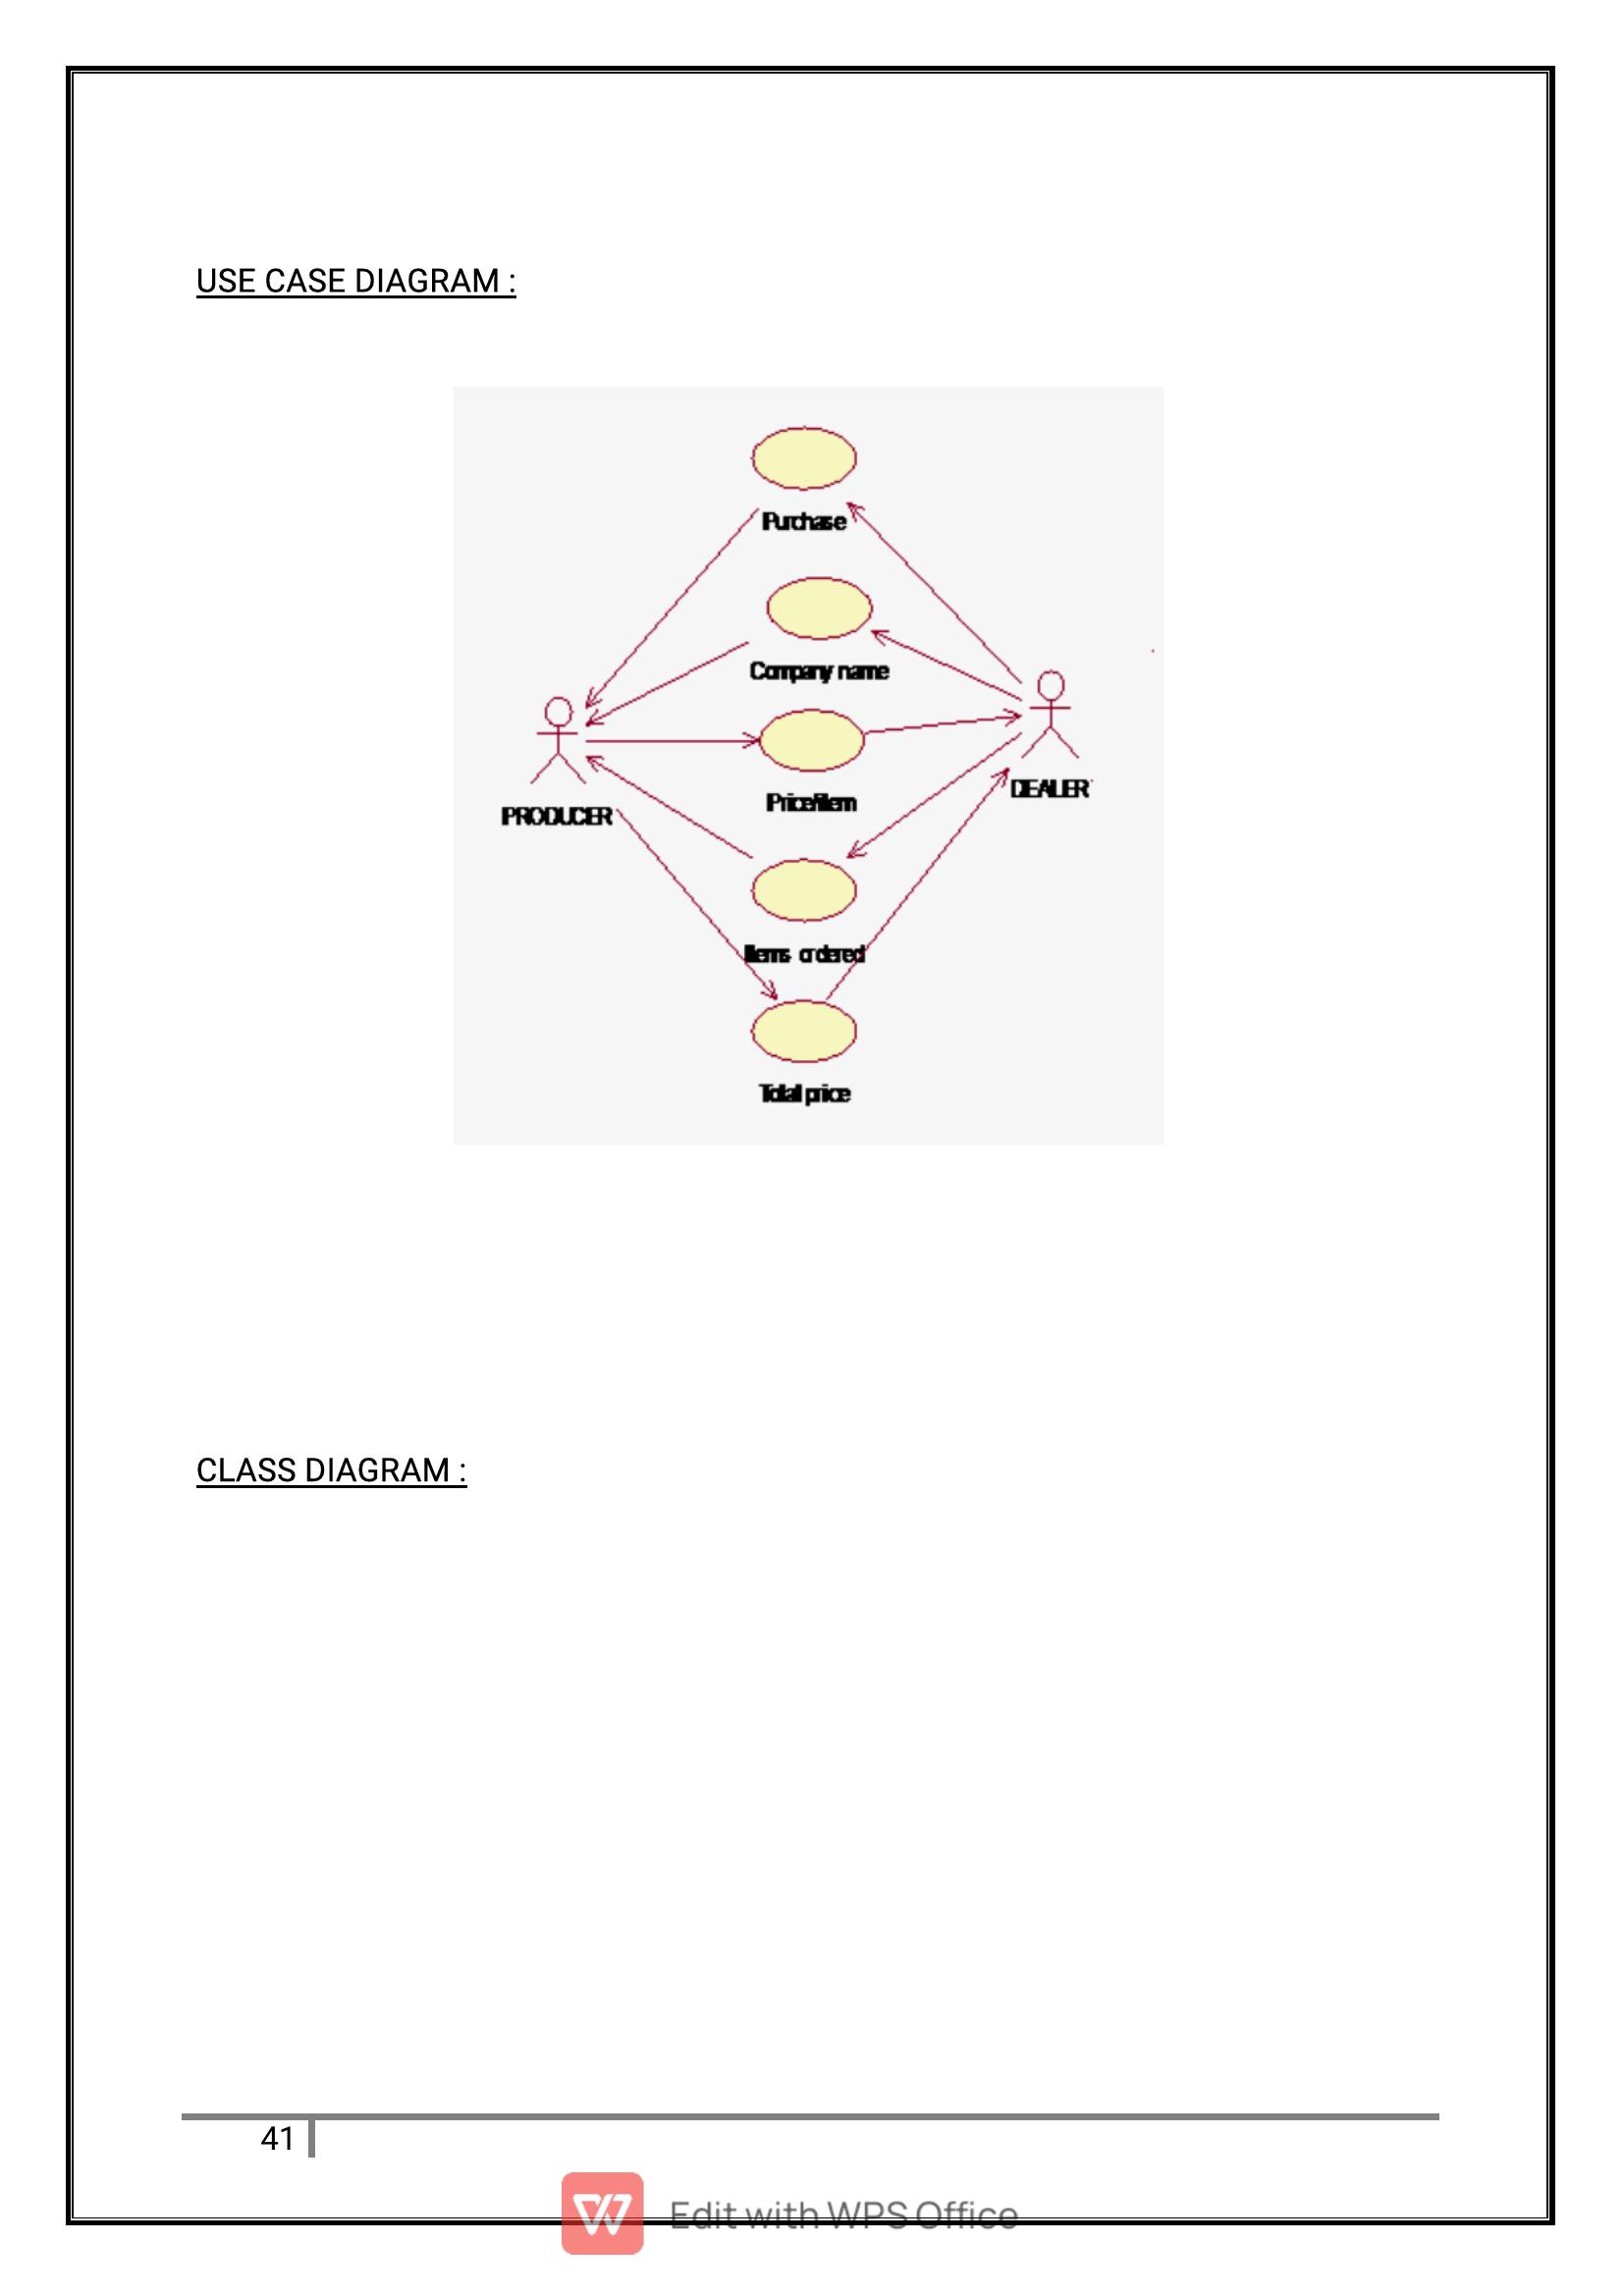 USE CASE DIAGRAM :
Purchase
Company name
Price/item
PRODUCER
DEALER
Items ordered
Total price
CLASS DIAGRAM :
41
Edit with WPS Office